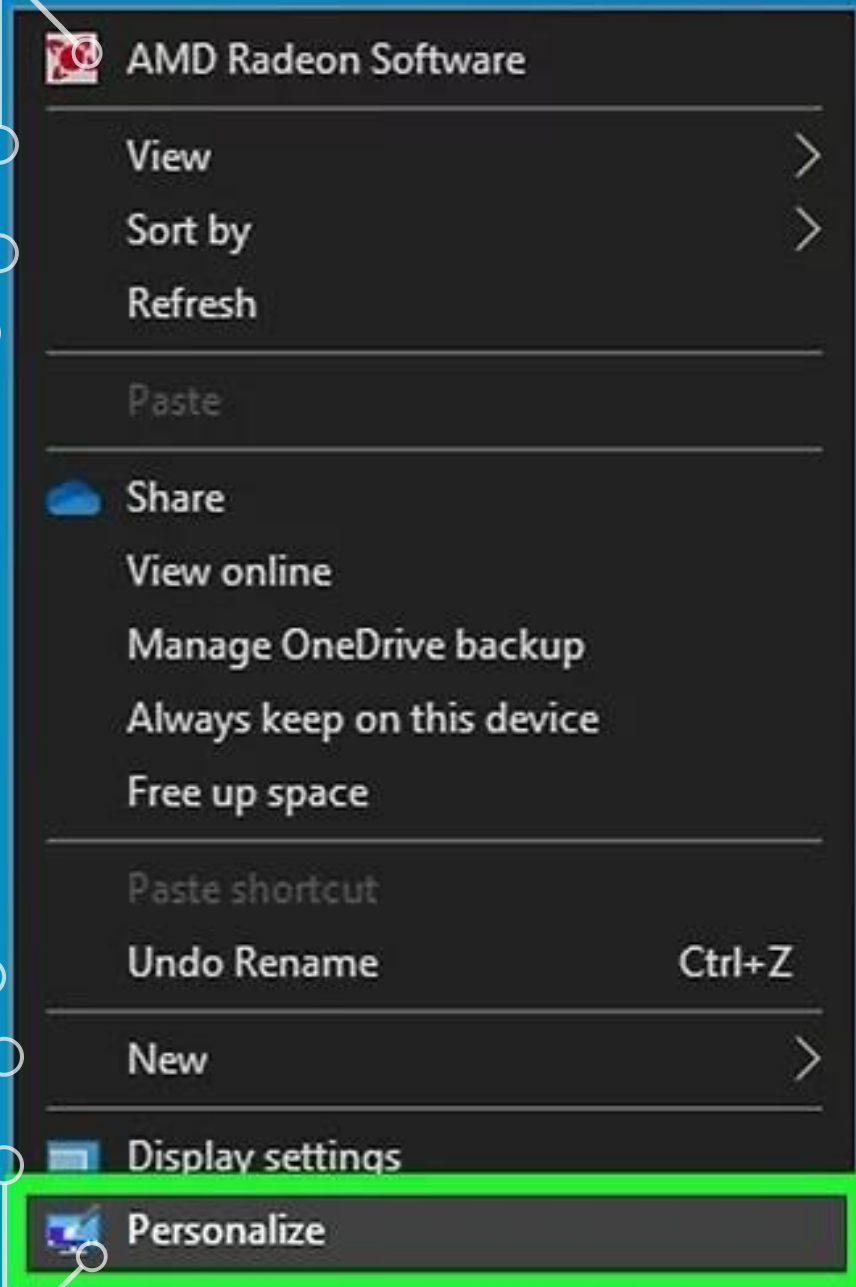 AMD Radeon Software
View
Sort by
Refresh
Paste
Share
View online
Manage OneDrive backup
Always keep on this device
Free up space
Paste shortcut
Undo Rename Ctrl+Z
New
Display settings
Personalize